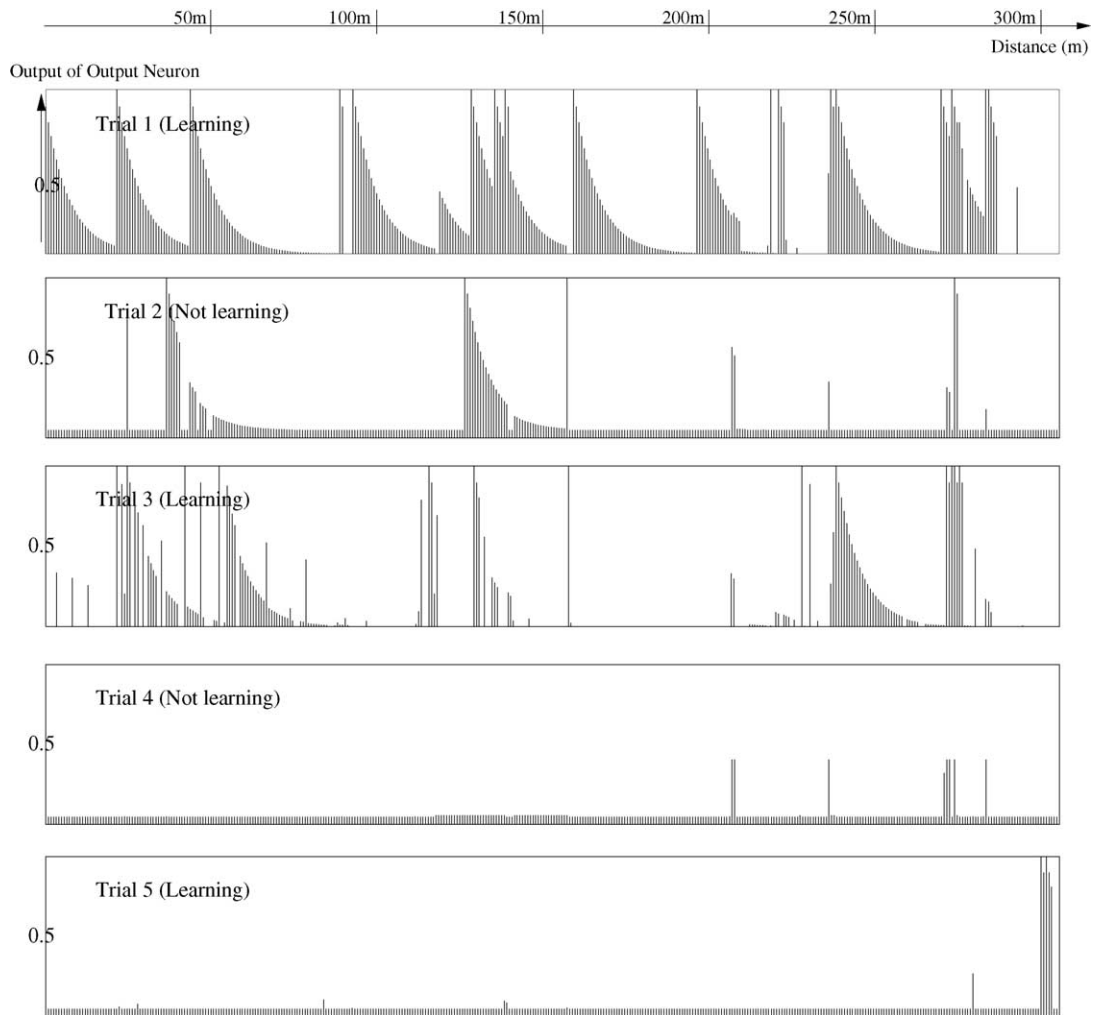 50m 100m 150m 200m 250m 300m
Distance (m)
Output of Output Neuron
Trial 1 (Learning)
0.5
Trial 2 (Not learning)
0.5
Trial 3 (Learning)
0.5
Trial 4 (Not learning)
0.5
Trial 5 (Learning)
0.5